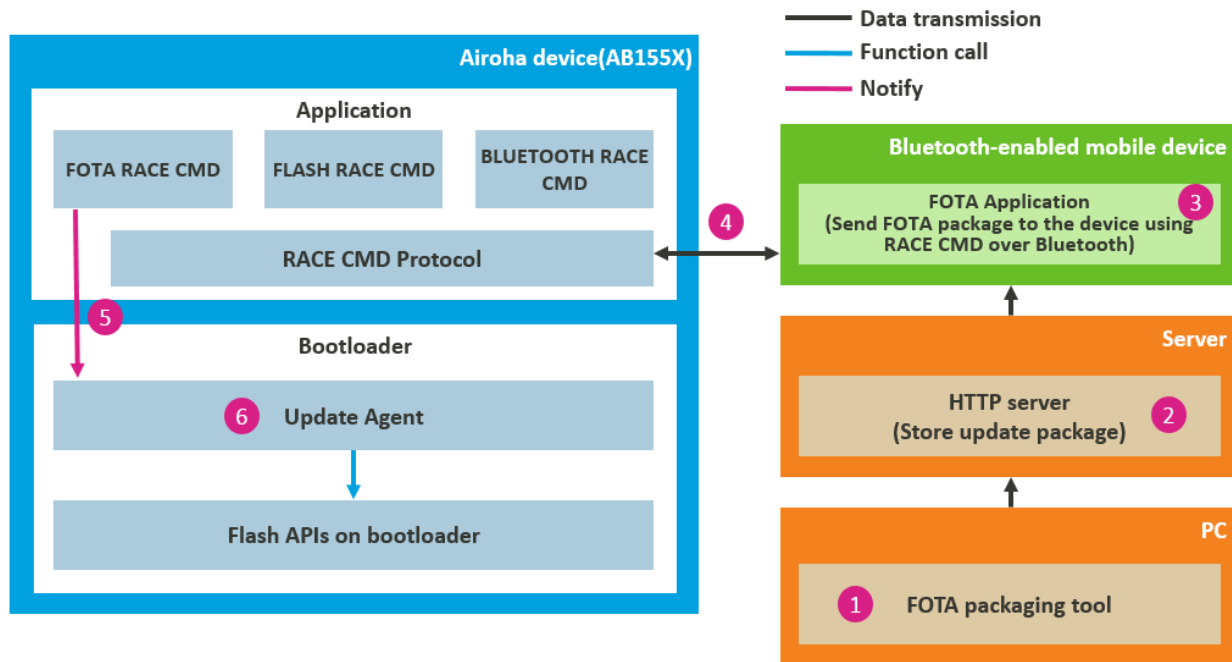 Data transmission
Function call
Notify
Airoha device(AB155X)
Application
FOTA RACE CMD
FLASH RACE CMD
BLUETOOTH RACE
CMD
RACE CMD Protocol
4
5
Bootloader
6
Update Agent
Flash APIs on bootloader
Bluetooth-enabled mobile device
FOTA Application
3
(Send FOTA package to the device using
RACE CMD over Bluetooth)
Server
HTTP server
2
(Store update package)
PC
1
FOTA packaging tool